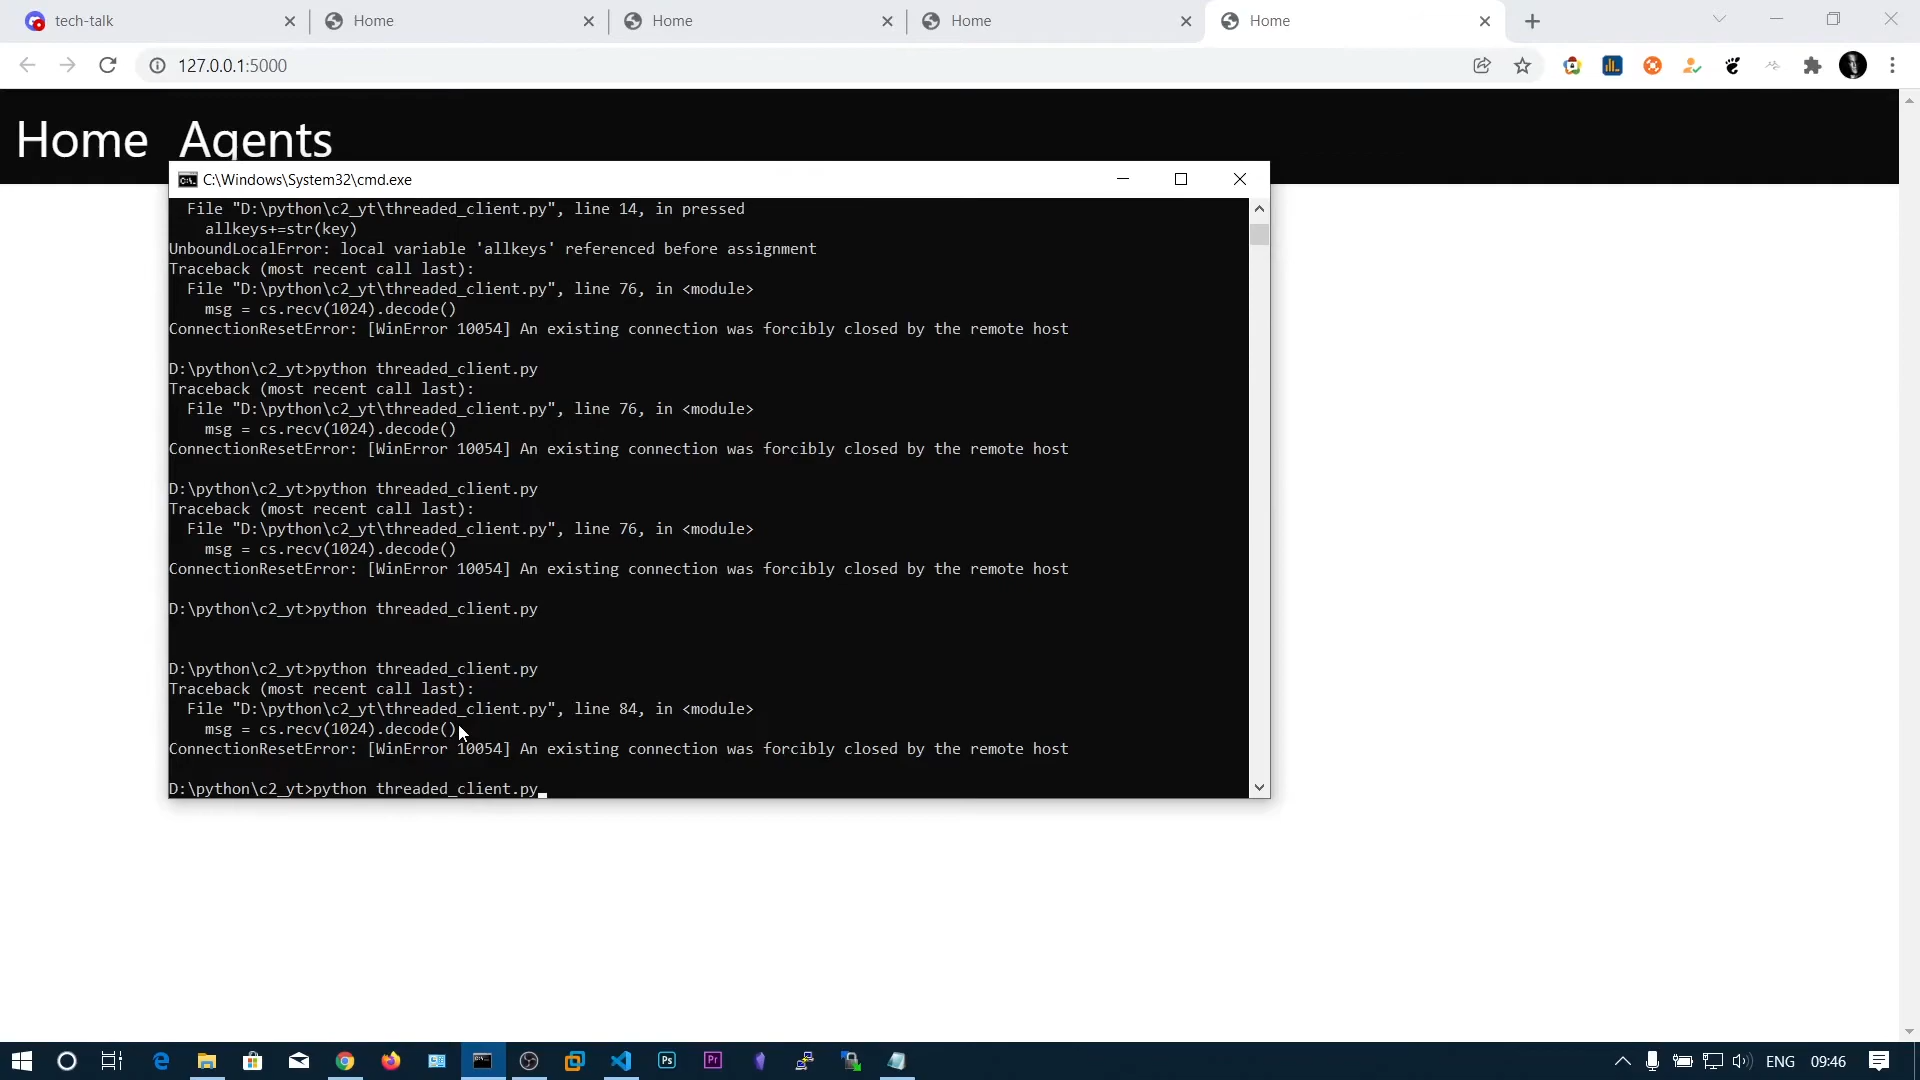 tech-talk
Home
Home
Home
Home
127.0.0.1:5000
Home Agents
C:\Windows\System32\cmd.exe
File "D:\python\c2_yt\threaded_client.py", line 14, in pressed
allkeys+=str(key)
UnboundLocalError: local variable 'allkeys' referenced before assignment
Traceback (most recent call last):
File "D:\python\c2_yt\threaded_client.py", line 76, in <module>
msg = cs.recv(1024).decode()
ConnectionResetError: [WinError 10054] An existing connection was forcibly closed by the remote host
D:\python\c2_yt>python threaded_client.py
Traceback (most recent call last):
File "D:\python\c2_yt\threaded_client.py", line 76, in <module>
msg = cs.recv(1024).decode()
ConnectionResetError: [WinError 10054] An existing connection was forcibly closed by the remote host
D:\python\c2_yt>python threaded_client.py
Traceback (most recent call last):
File "D:\python\c2_yt\threaded_client.py", line 76, in <module>
msg = cs.recv(1024).decode()
ConnectionResetError: [WinError 10054] An existing connection was forcibly closed by the remote host
D:\python\c2_yt>python threaded_client.py
D:\python\c2_yt>python threaded_client.py
Traceback (most recent call last):
File "D:\python\c2_yt\threaded_client.py", line 84, in <module>
msg = cs.recv(1024).decode()
ConnectionResetError: [WinError 10054] An existing connection was forcibly closed by the remote host
D:\python\c2_yt>python threaded_client.py
Ps
Pr
ENG
09:46